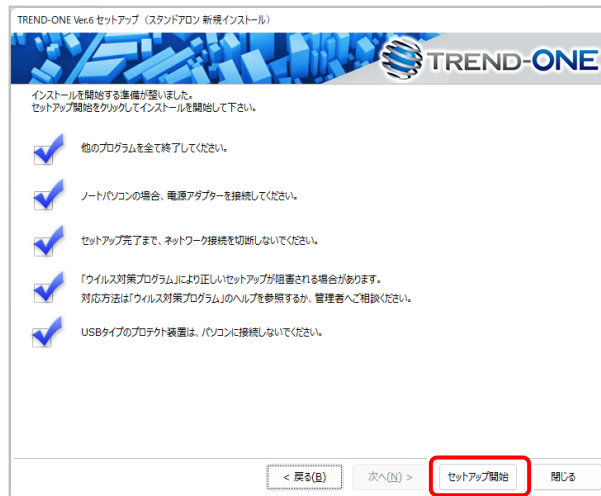 TREND-ONE Ver.6 セットアップ (スタンドアロン 新規インストール)
TREND-ONE
インストールを開始する準備が整いました。
セットアップ開始をクリックしてインストールを開始して下さい。
他のプログラムを全て終了してください。
ノートパソコンの場合、電源アダプターを接続してください。
セットアップ完了まで、ネットワーク接続を切断しないでください。
「ウイルス対策プログラム」により正しいセットアップが阻害される場合があります。
対応方法は「ウィルス対策プログラム」のヘルプを参照するか、管理者へご相談ください。
USBタイプのプロテクト装置は、パソコンに接続しないでください。
< 戻る(B) 次へ(N) > セットアップ開始 閉じる